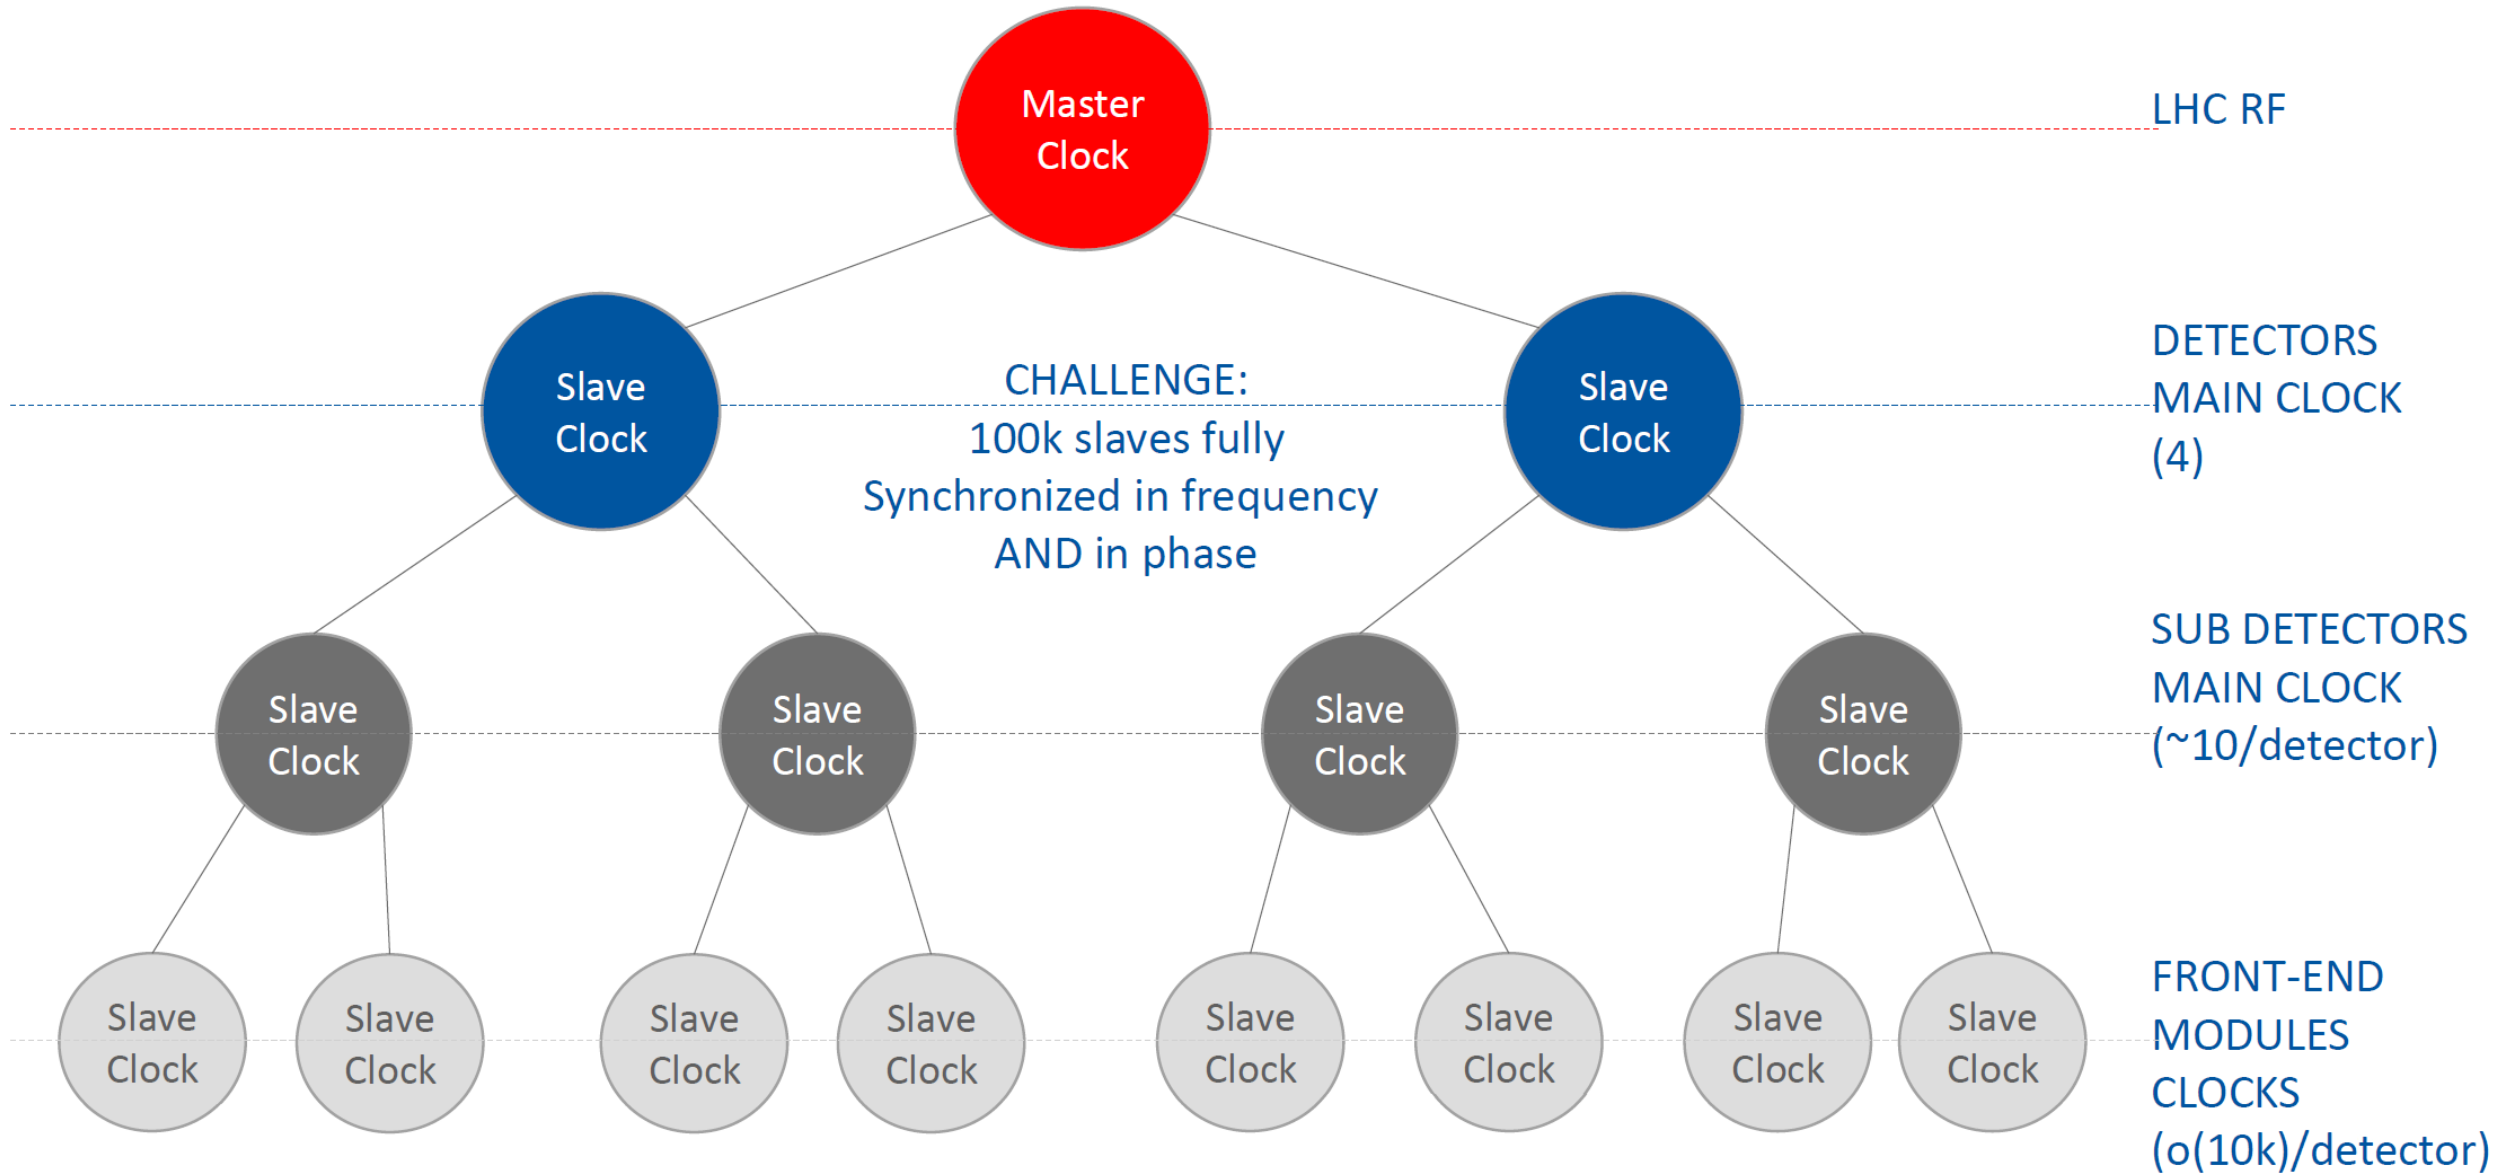 Master
Clock
LHC RF
Slave
Clock
CHALLENGE:
100k slaves fully
Synchronized in frequency
AND in phase
Slave
Clock
DETECTORS
MAIN CLOCK
(4)
Slave
Clock
Slave
Clock
Slave
Clock
Slave
Clock
SUB DETECTORS
MAIN CLOCK
(~10/detector)
Slave
Clock
Slave
Clock
Slave
Clock
Slave
Clock
Slave
Clock
Slave
Clock
Slave
Clock
Slave
Clock
FRONT-END
MODULES
CLOCKS
(o(10k)/detector)